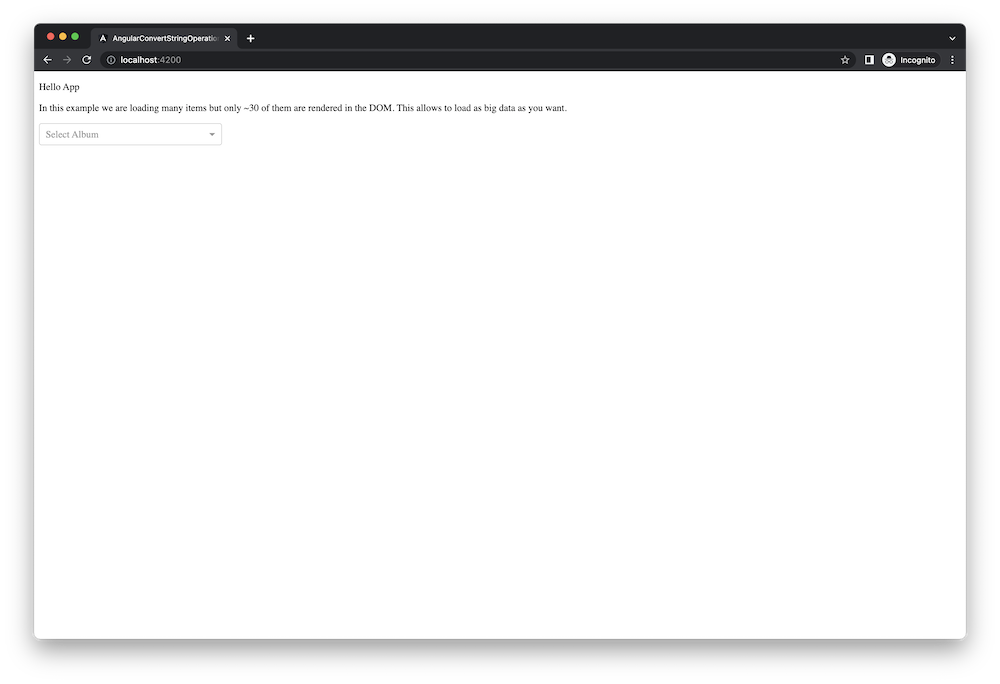 AngularConvertStringOperatio
localhost:4200
Incognito
Hello App
In this example we are loading many items but only ~30 of them are rendered in the DOM. This allows to load as big data as you want.
Select Album